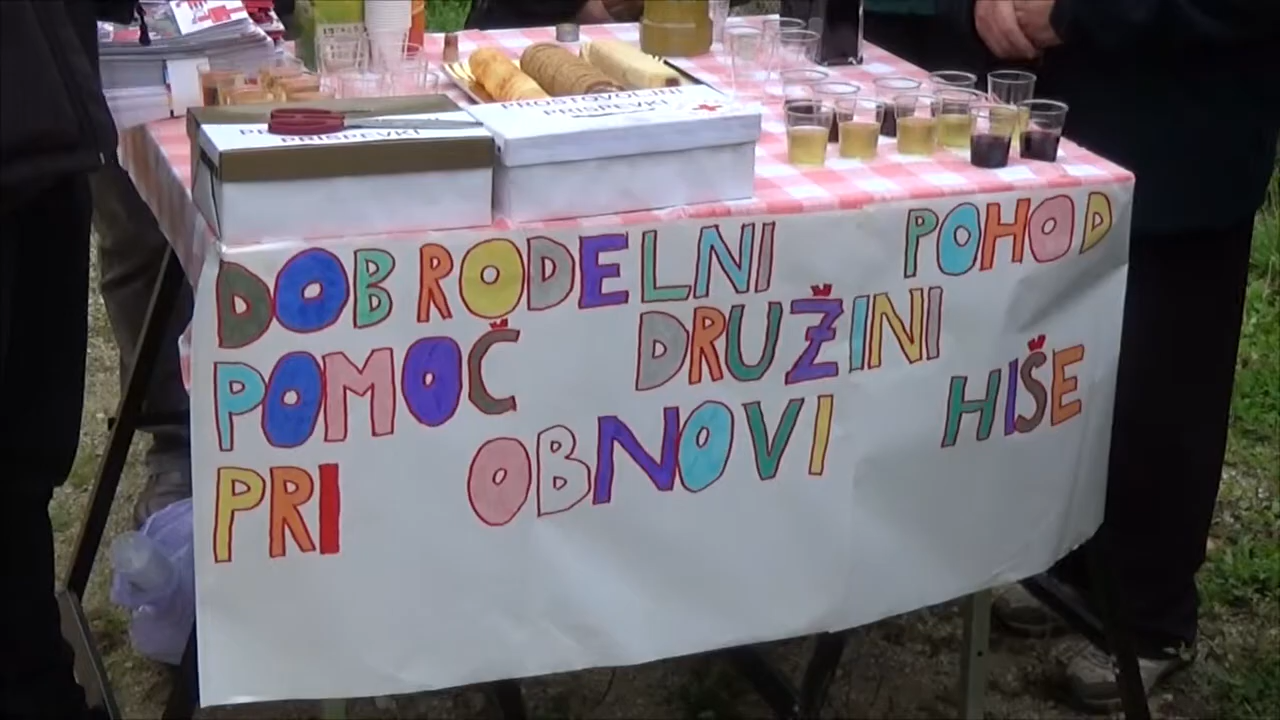 PROSTOVOLJNI
PRISPEVKI
PRISPEVKI
DOBRODELNI POHOD
POMOČ DRUŽINI
PRI OBNOVI HIŠE